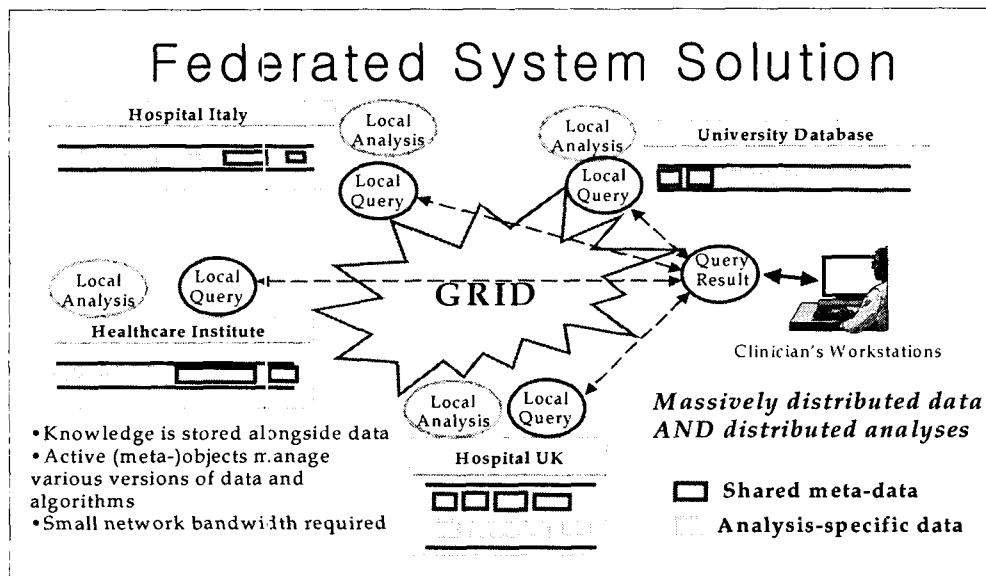 Federated System Solution
Hospital Italy
Local
Analysis
Local
Query
Local
Analysis
Local
Query
University Database
Local
Analysis
Local
Query
Healthcare Institute
GRID
Query
Result
Clinician's Workstations
Local
Analysis
Local
Query
Hospital UK
•Knowledge is stored alongside data
•Active (meta-)objects manage
various versions of data and
algorithms
•Small network bandwidth required
Massively distributed data
AND distributed analyses
Shared meta-data
Analysis-specific data